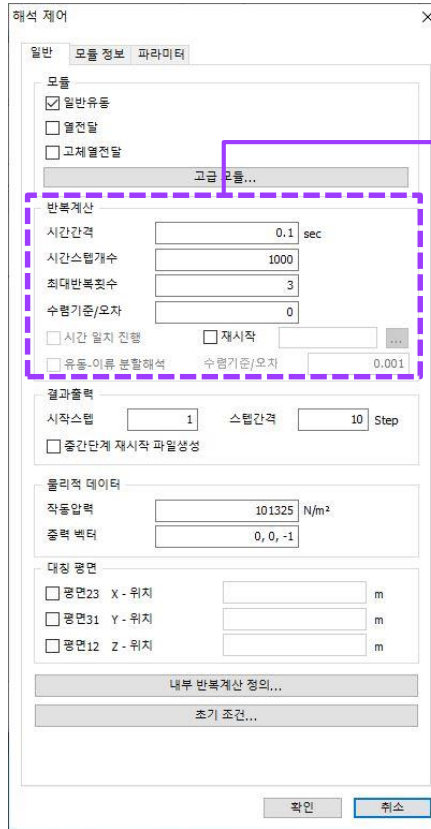 해석 제어
일반 모듈 정보 파라미터
모듈
일반유동
열전달
고체열전달
고급 모듈...
반복계산
시간간격 0.1 sec
시간스텝개수 1000
최대반복횟수 3
수렴기준/오차 0
시간 일치 진행 재시작 ...
유동-이류 분할해석 수렴기준/오차 0.001
결과출력
시작스텝 1 스텝간격 10 Step
중간단계 재시작 파일생성
물리적 데이터
작동압력 101325 N/m²
중력 벡터 0, 0, -1
대칭 평면
평면23 X - 위치 m
평면31 Y - 위치 m
평면12 Z - 위치 m
내부 반복계산 정의...
초기 조건...
확인 취소